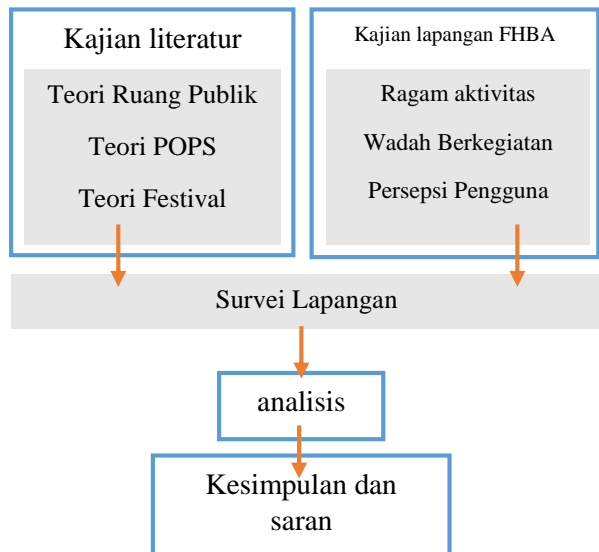 Kajian literatur
Teori Ruang Publik
Teori POPS
Teori Festival
Kajian lapangan FHBA
Ragam aktivitas
Wadah Berkegiatan
Persepsi Pengguna
Survei Lapangan
analisis
Kesimpulan dan
saran